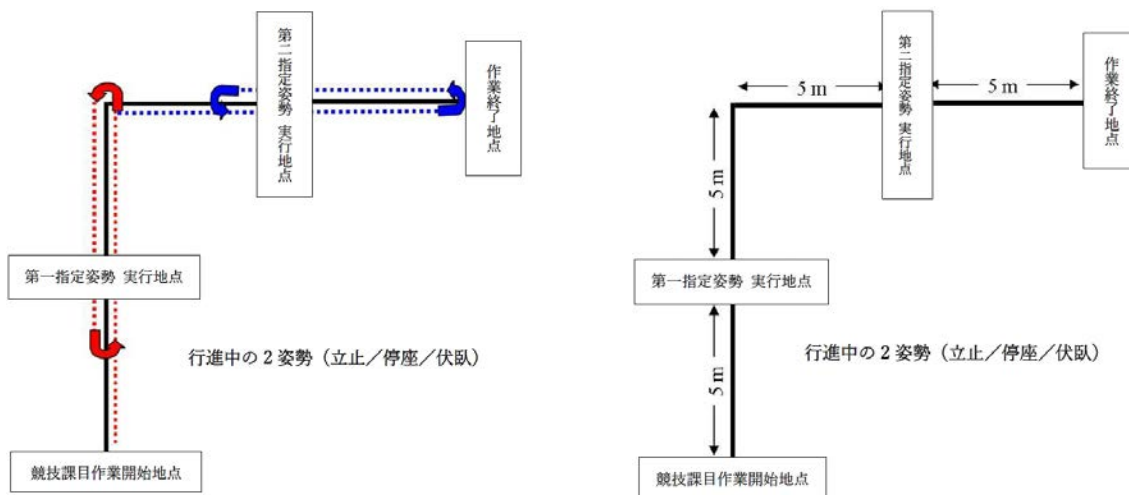 第二指定姿勢 実行地点
作業終了地点
第一指定姿勢 実行地点
行進中の2姿勢（立止／停座／伏臥）
競技課目作業開始地点
第二指定姿勢 実行地点
作業終了地点
5 m
5 m
5 m
第一指定姿勢 実行地点
行進中の2姿勢（立止／停座／伏臥）
5 m
競技課目作業開始地点